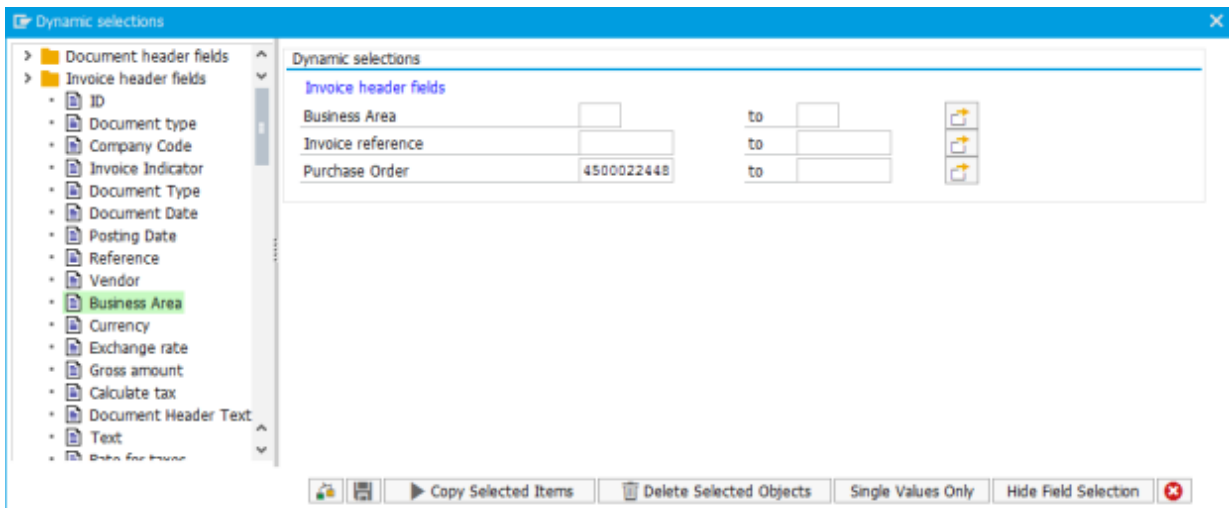 Dynamic selections
Document header fields
Invoice header fields
ID
Document type
Company Code
Invoice Indicator
Document Type
Document Date
Posting Date
Reference
Vendor
Business Area
Currency
Exchange rate
Gross amount
Calculate tax
Document Header Text
Text
Rate for taxes
Dynamic selections
Invoice header fields
Business Area to
Invoice reference to
Purchase Order 4500022448 to
Copy Selected Items Delete Selected Objects Single Values Only Hide Field Selection